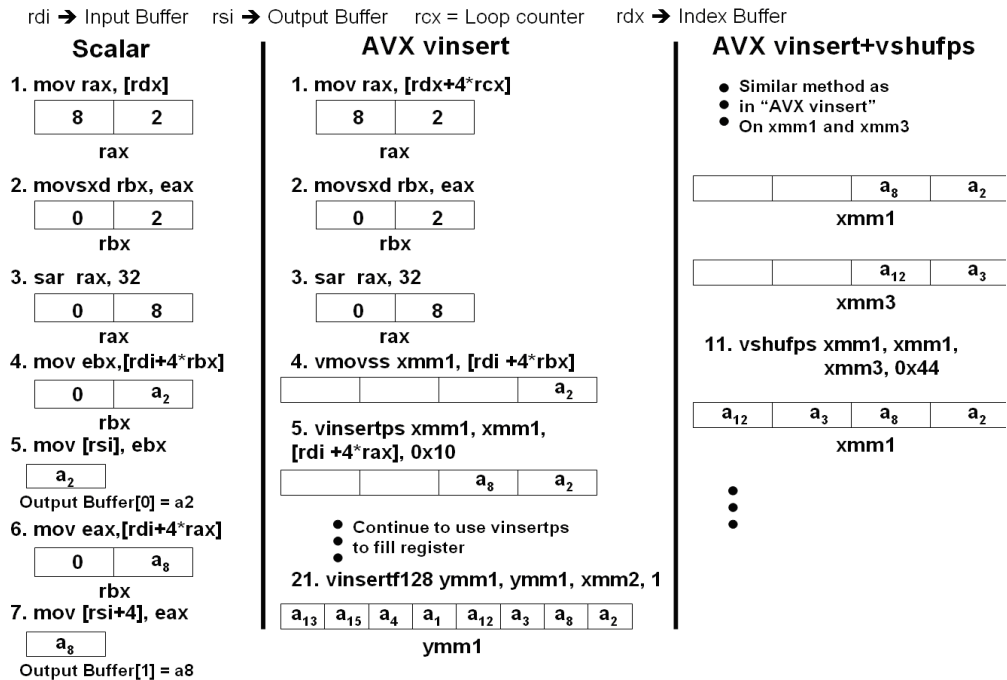 rdi ➔ Input Buffer rsi ➔ Output Buffer rcx = Loop counter rdx ➔ Index Buffer
Scalar
1. mov rax, [rdx]
8 2
rax
2. movsxd rbx, eax
0 2
rbx
3. sar rax, 32
0 8
rax
4. mov ebx,[rdi+4*rbx]
0 a2
rbx
5. mov [rsi], ebx
a2
Output Buffer[0] = a2
6. mov eax,[rdi+4*rax]
0 a8
rbx
7. mov [rsi+4], eax
a8
Output Buffer[1] = a8
AVX vinsert
1. mov rax, [rdx+4*rcx]
8 2
rax
2. movsxd rbx, eax
0 2
rbx
3. sar rax, 32
0 8
rax
4. vmovss xmm1, [rdi +4*rbx]
a2
5. vinsertps xmm1, xmm1,
[rdi +4*rax], 0x10
a8 a2
• Continue to use vinsertps
• to fill register
•
21. vinsertf128 ymm1, ymm1, xmm2, 1
a13 a15 a4 a1 a12 a3 a8 a2
ymm1
AVX vinsert+vshufps
• Similar method as
• in “AVX vinsert”
• On xmm1 and xmm3
a8 a2
xmm1
a12 a3
xmm3
11. vshufps xmm1, xmm1,
xmm3, 0x44
a12 a3 a8 a2
xmm1